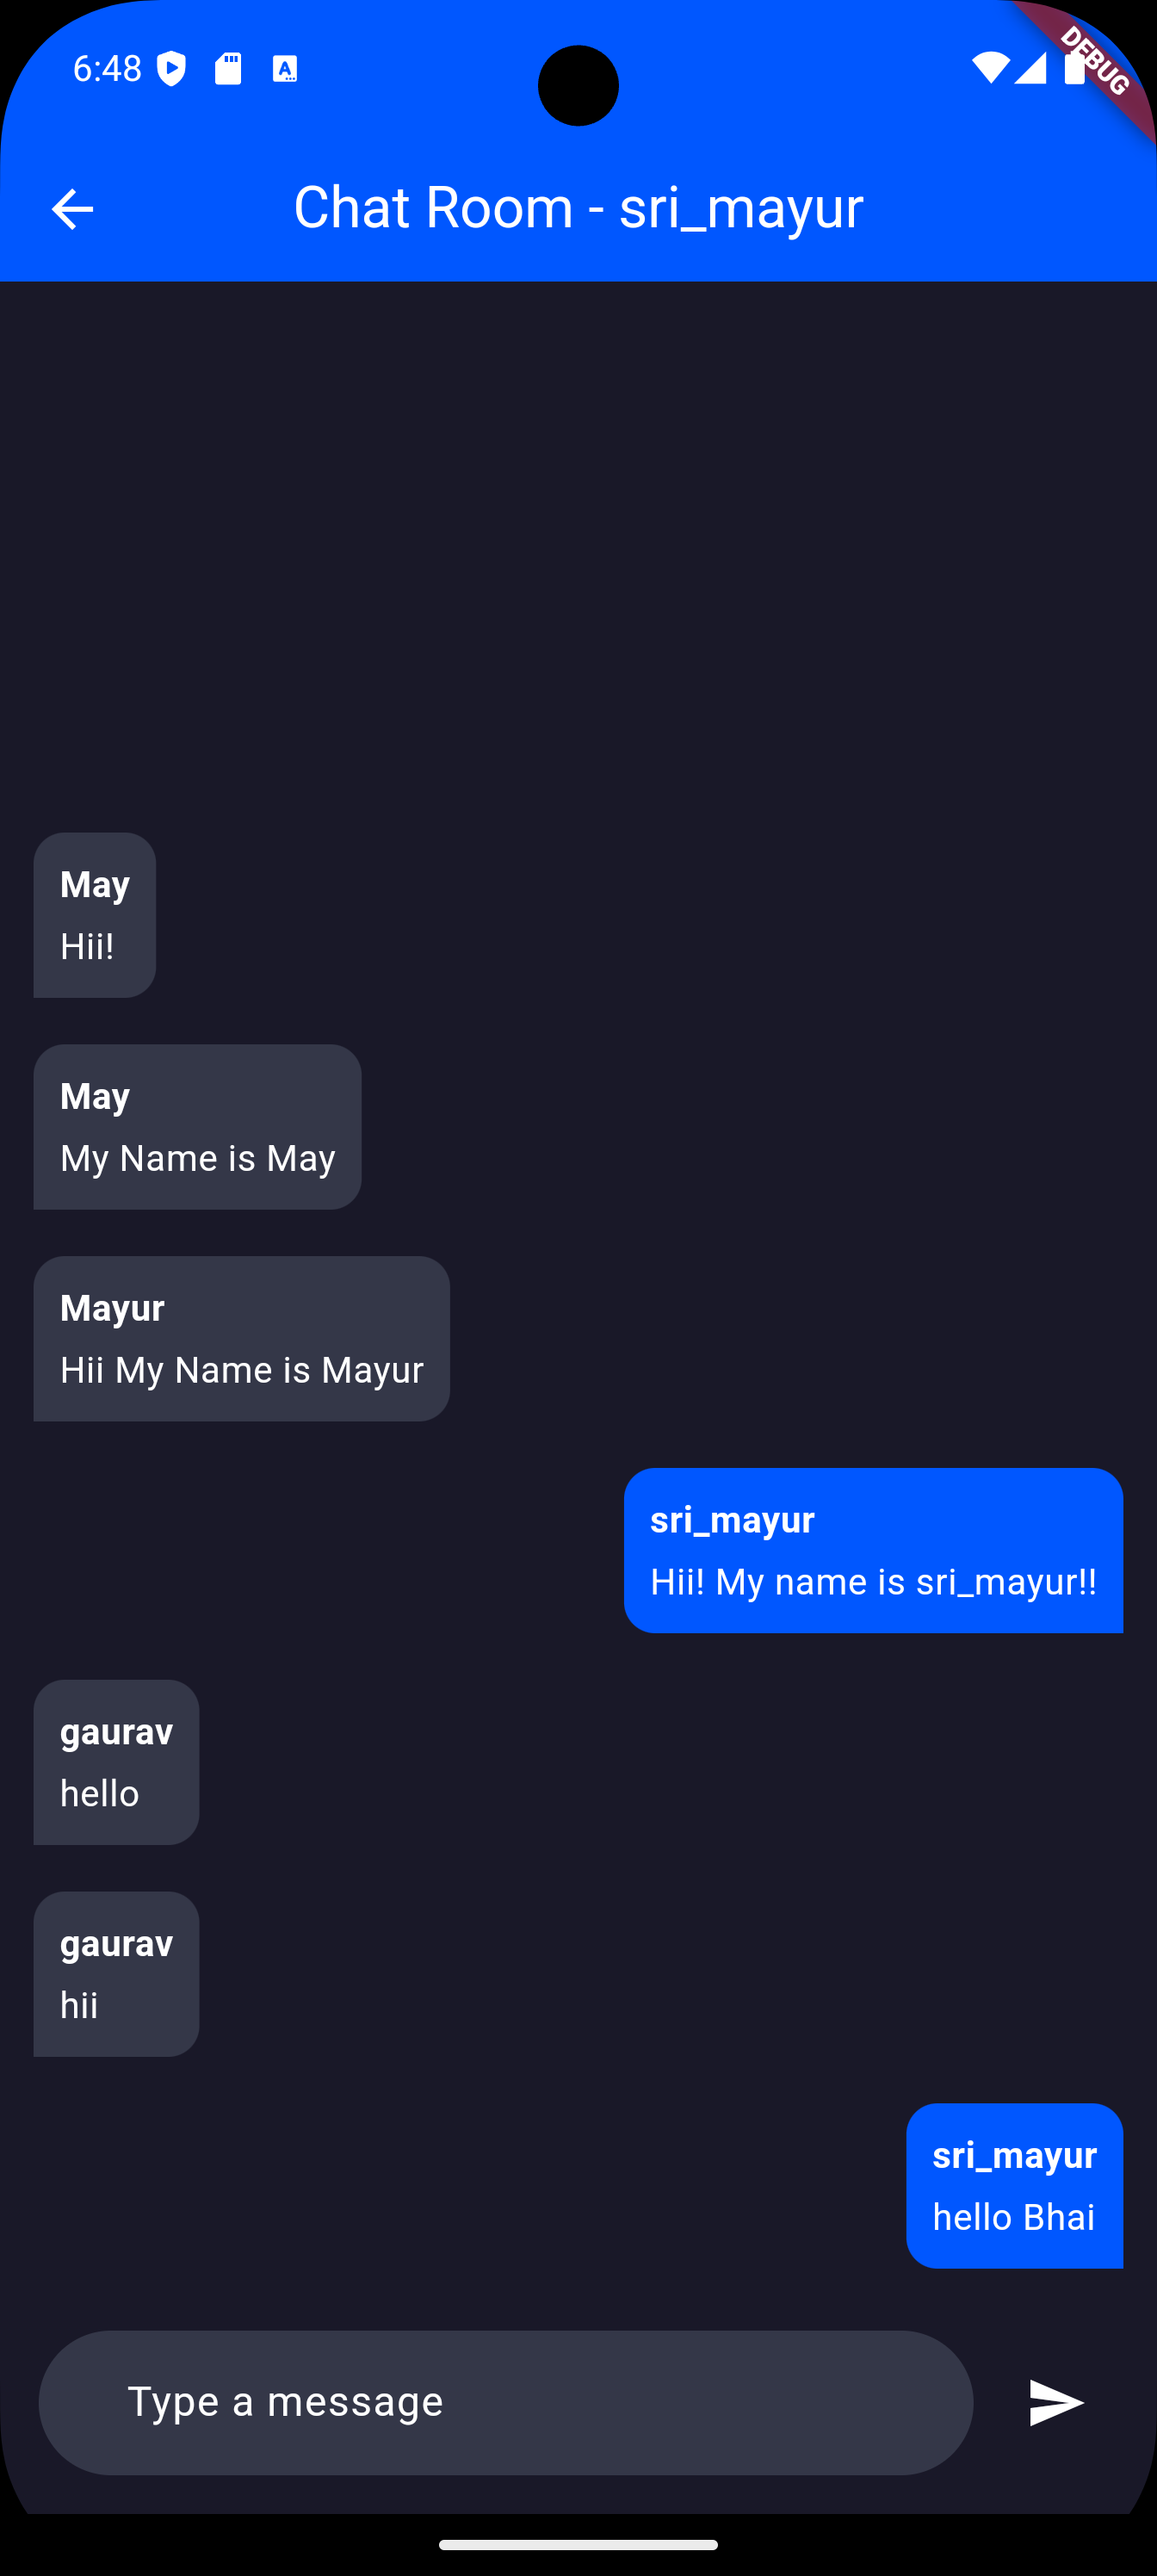 6:48
DEBUG
Chat Room - sri_mayur
May
Hii!
May
My Name is May
Mayur
Hii My Name is Mayur
sri_mayur
Hii! My name is sri_mayur!!
gaurav
hello
gaurav
hii
sri_mayur
hello Bhai
Type a message